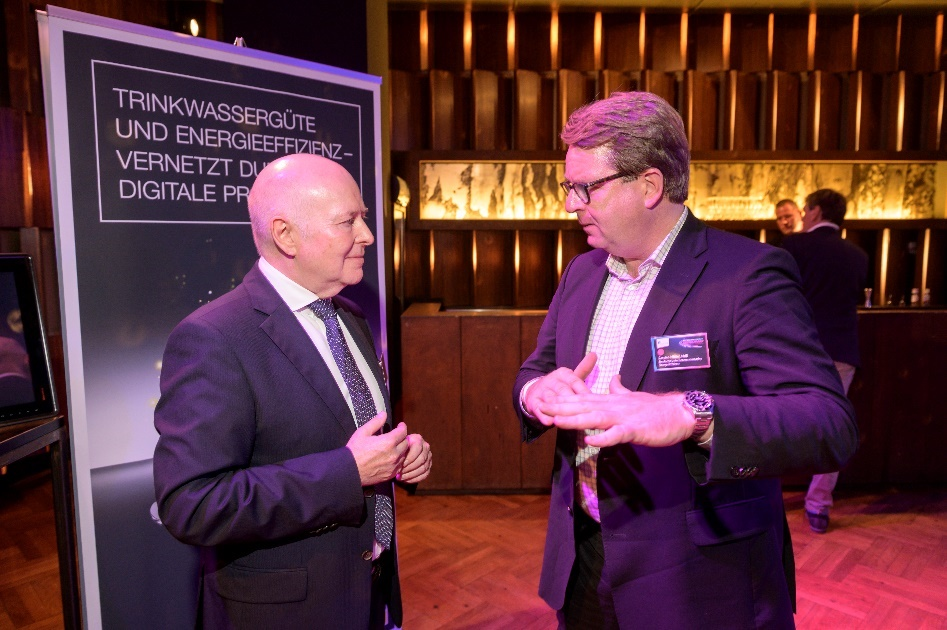 TRINKWASSERGÜTE
UND ENERGIEEFFIZIENZ–
VERNETZT DU
DIGITALE PR